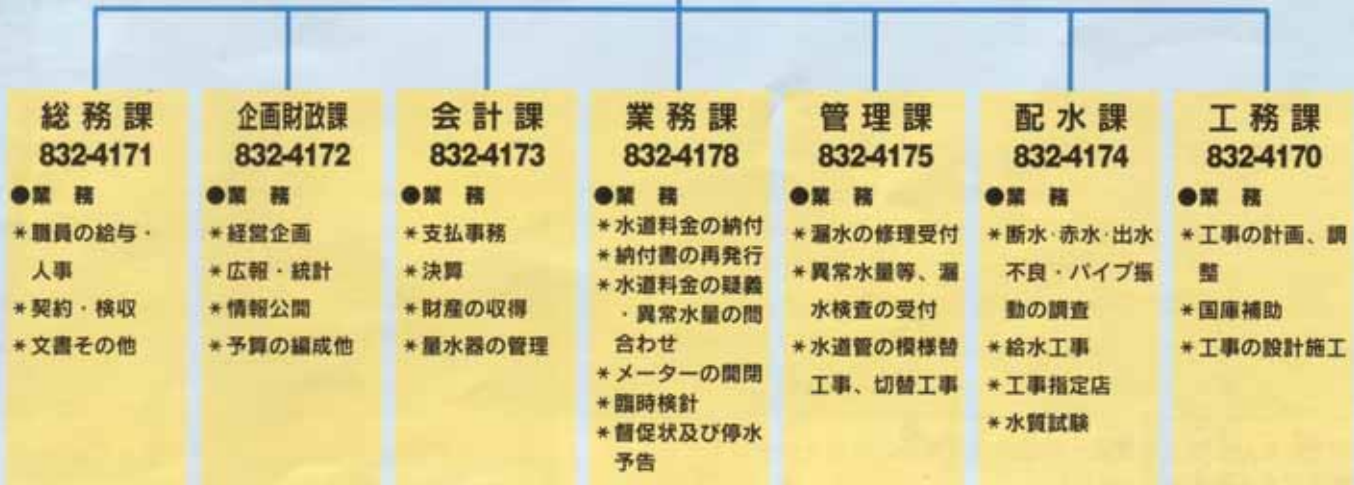 総務課
832-4171
●業務
*職員の給与・
人事
*契約・検収
*文書その他
企画財政課
832-4172
●業務
*経営企画
*広報・統計
*情報公開
*予算の編成他
会計課
832-4173
●業務
*支払事務
*決算
*財産の収得
*量水器の管理
業務課
832-4178
●業務
*水道料金の納付
*納付書の再発行
*水道料金の疑義
・異常水量の問
合わせ
*メーターの開閉
*臨時検針
*督促状及び停水
予告
管理課
832-4175
●業務
*漏水の修理受付
*異常水量等、漏
水検査の受付
*水道管の模様替
工事、切替工事
配水課
832-4174
●業務
*断水・赤水・出水
不良・パイプ振
動の調査
*給水工事
*工事指定店
*水質試験
工務課
832-4170
●業務
*工事の計画、調
整
*国庫補助
*工事の設計施工